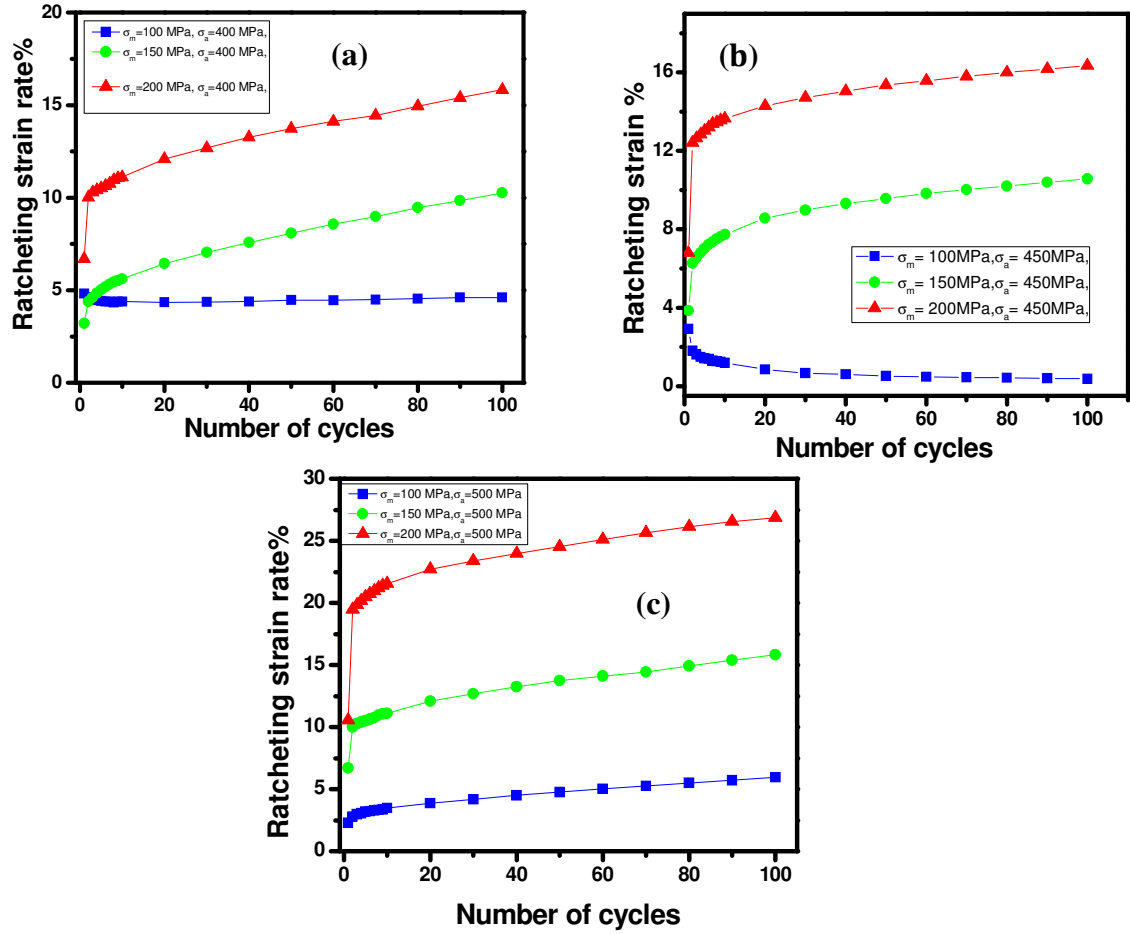 (a)
σm=100 MPa, σa=400 MPa,
σm=150 MPa, σa=400 MPa,
σm=200 MPa, σa=400 MPa,
Ratcheting strain rate%
20
15
10
5
0
0 20 40 60 80 100
Number of cycles
(b)
Ratcheting strain %
16
12
8
4
0
σm= 100MPa,σa= 450MPa,
σm= 150MPa,σa= 450MPa,
σm= 200MPa,σa= 450MPa,
0 20 40 60 80 100
Number of cycles
σm=100 MPa,σa=500 MPa
σm=150 MPa,σa=500 MPa
σm=200 MPa,σa=500 MPa
(c)
Ratcheting strain rate%
30
25
20
15
10
5
0
0 20 40 60 80 100
Number of cycles